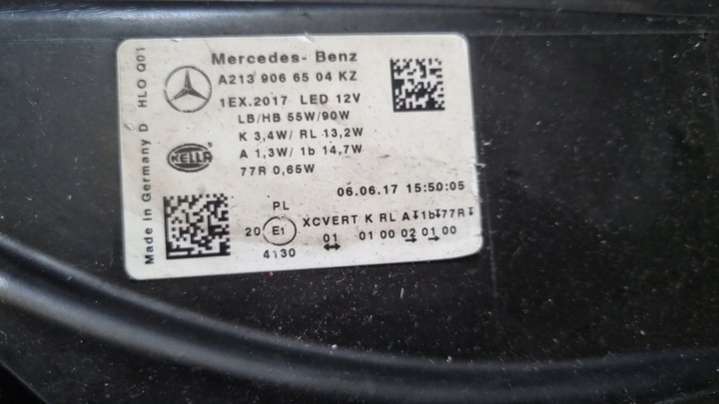 Mercedes- Benz
A213 906 65 04 KZ
1EX.2017 LED 12V
LB/HB 55W/90W
K 3,4W/ RL 13,2W
A 1,3W/ 1b 14,7W
77R 0,65W
HELLA
06.06.17 15:50:05
PL
XCVERT K RL A 1b 77R
20 E1
01 01 00 02 01 00
4130
Made in Germany D HLO Q01